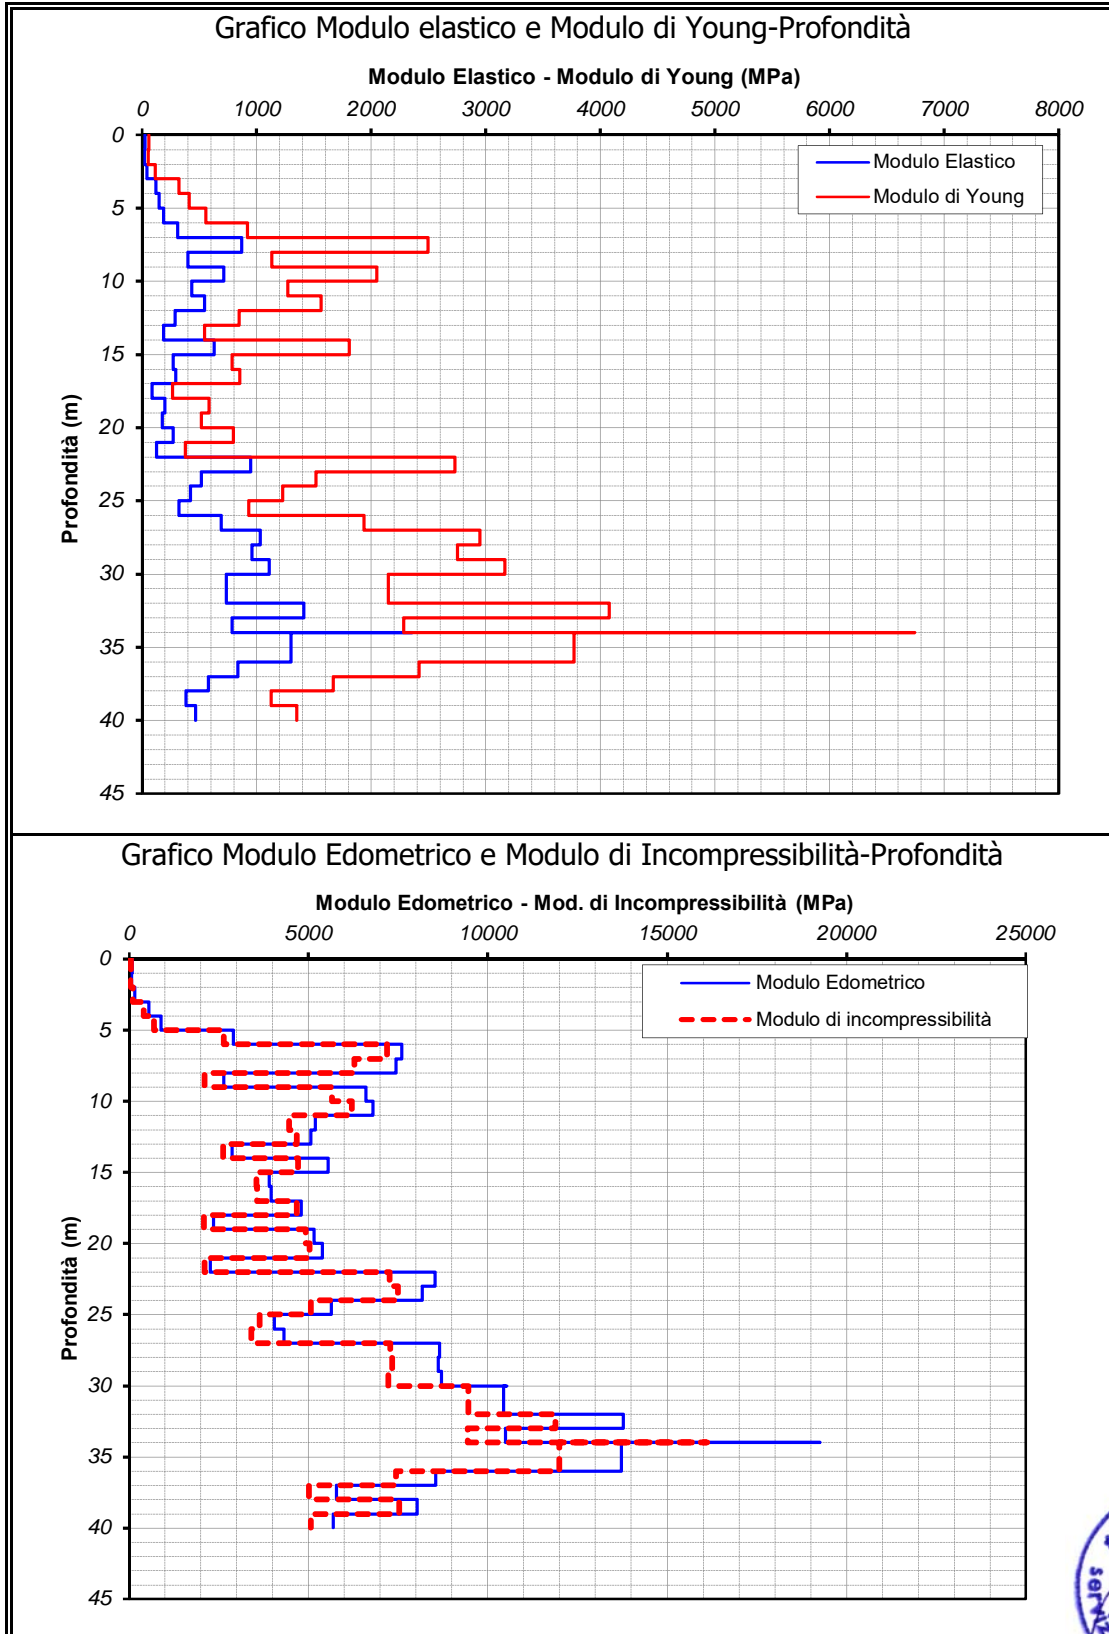 Grafico Modulo elastico e Modulo di Young-Profondità
Modulo Elastico - Modulo di Young (MPa)
0 1000 2000 3000 4000 5000 6000 7000 8000
0
5
10
15
20
25
30
35
40
45
Profondità (m)
Modulo Elastico
Modulo di Young
Grafico Modulo Edometrico e Modulo di Incompressibilità-Profondità
Modulo Edometrico - Mod. di Incompressibilità (MPa)
0 5000 10000 15000 20000 25000
0
5
10
15
20
25
30
35
40
45
Profondità (m)
Modulo Edometrico
Modulo di incompressibilità